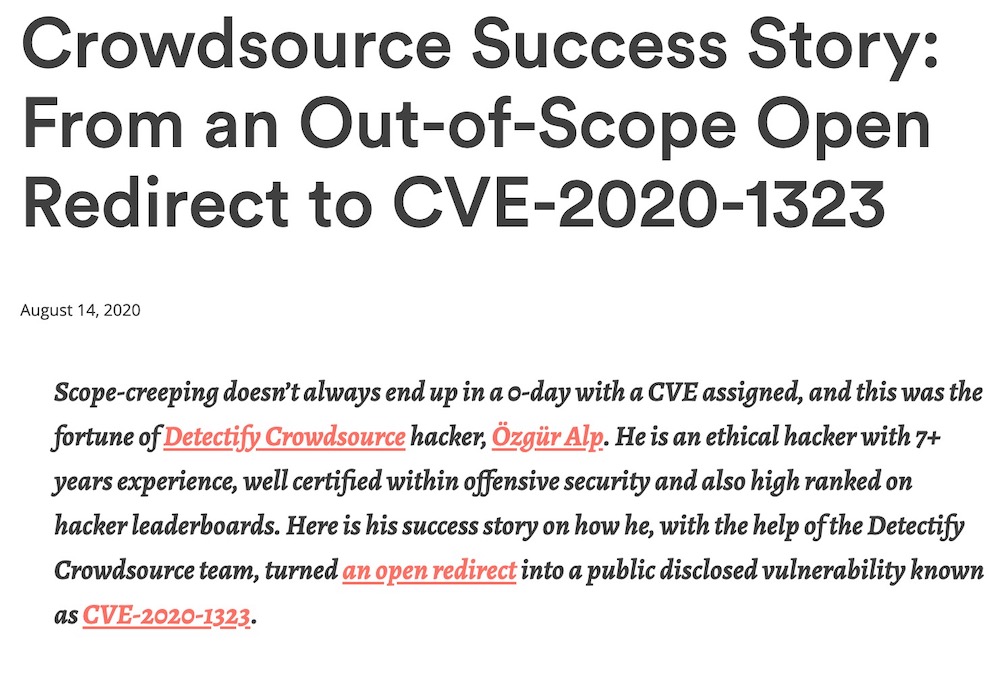 Crowdsource Success Story:
From an Out-of-Scope Open
Redirect to CVE-2020-1323
August 14, 2020
Scope-creeping doesn’t always end up in a 0-day with a CVE assigned, and this was the
fortune of Detectify Crowdsource hacker, Özgür Alp. He is an ethical hacker with 7+
years experience, well certified within offensive security and also high ranked on
hacker leaderboards. Here is his success story on how he, with the help of the Detectify
Crowdsource team, turned an open redirect into a public disclosed vulnerability known
as CVE-2020-1323.